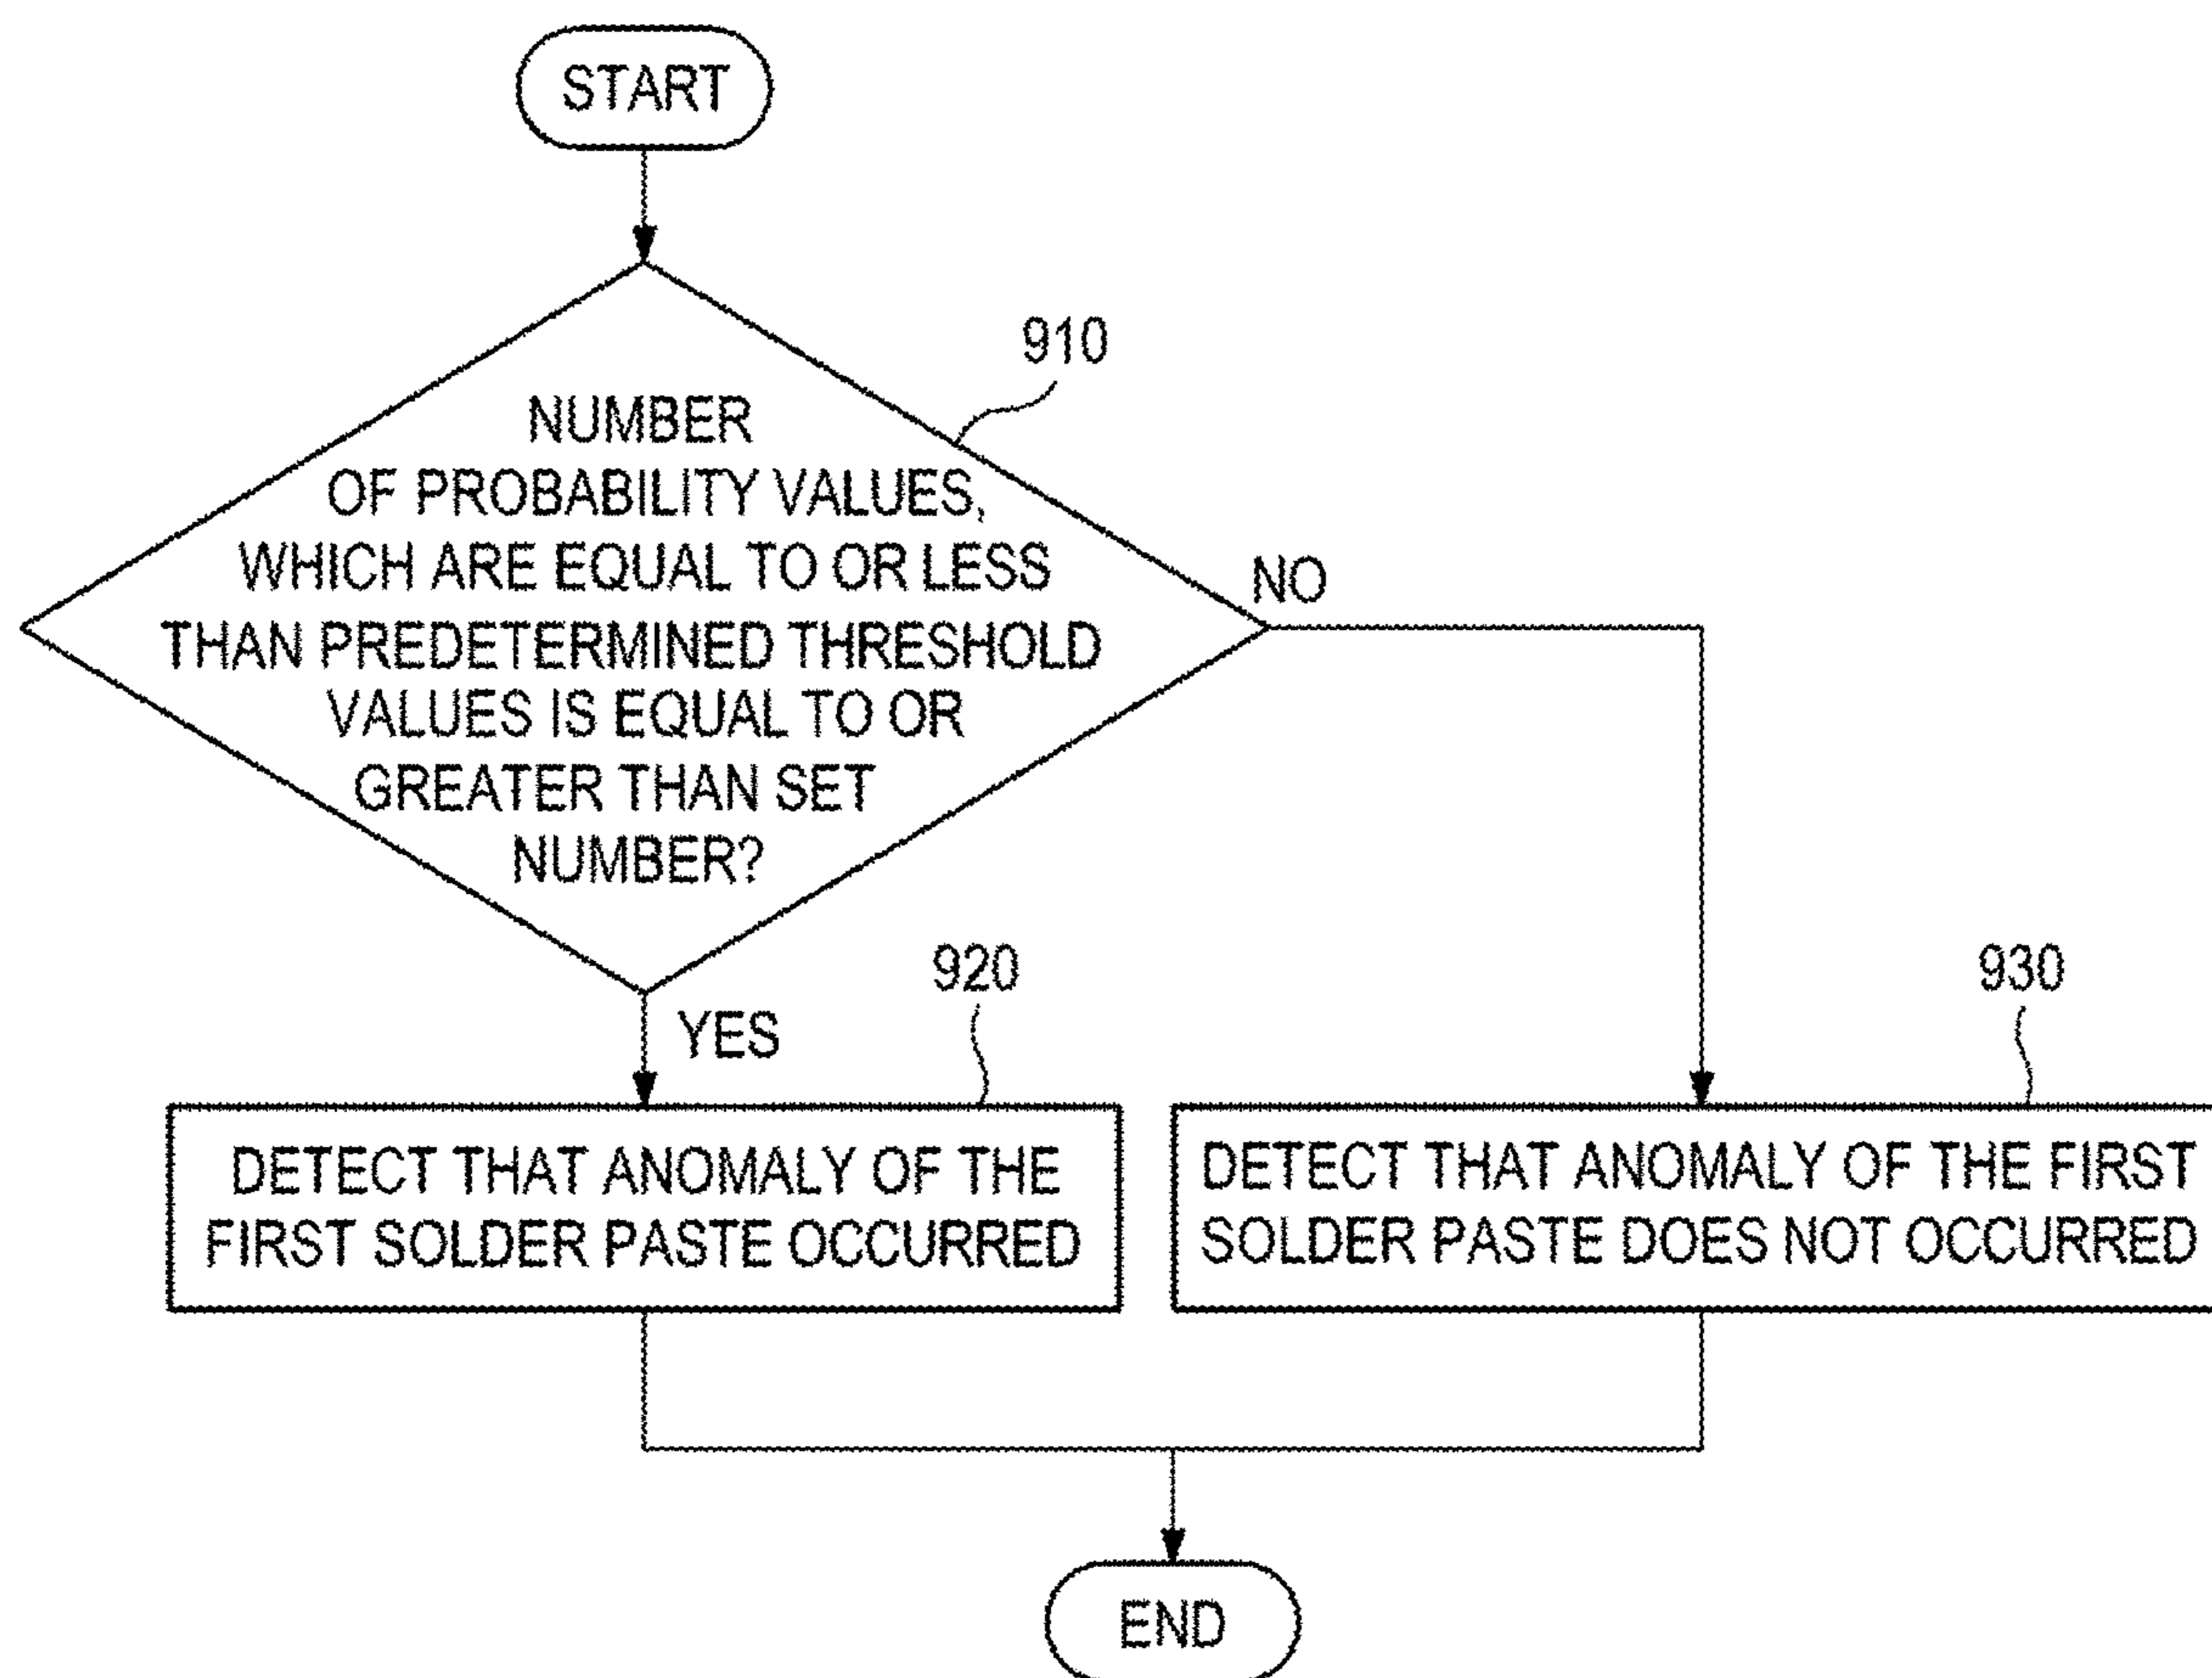 START
910
NUMBER
OF PROBABILITY VALUES,
WHICH ARE EQUAL TO OR LESS
THAN PREDETERMINED THRESHOLD
VALUES IS EQUAL TO OR
GREATER THAN SET
NUMBER?
NO
YES
920
DETECT THAT ANOMALY OF THE
FIRST SOLDER PASTE OCCURRED
930
DETECT THAT ANOMALY OF THE FIRST
SOLDER PASTE DOES NOT OCCURRED
END